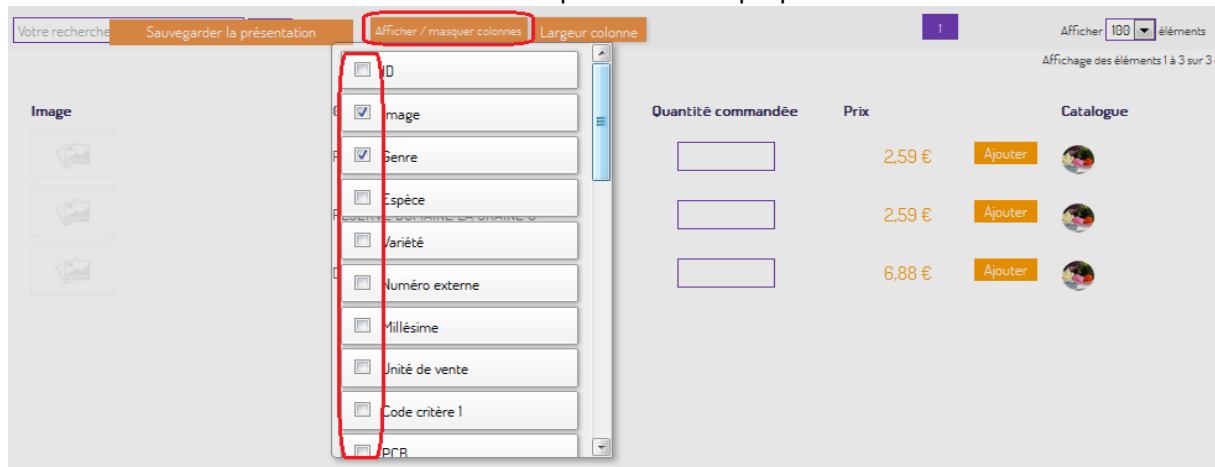 Votre recherche
Sauvegarder la présentation
Afficher / masquer colonnes
Largeur colonne
1
Afficher 100 éléments
Affichage des éléments 1 à 3 sur 3
ID
Image
Genre
Espèce
Variété
Numéro externe
Millésime
Unité de vente
Code critère 1
PCB
Image
Quantité commandée
Prix
Catalogue
2,59 €
Ajouter
2,59 €
Ajouter
6,88 €
Ajouter